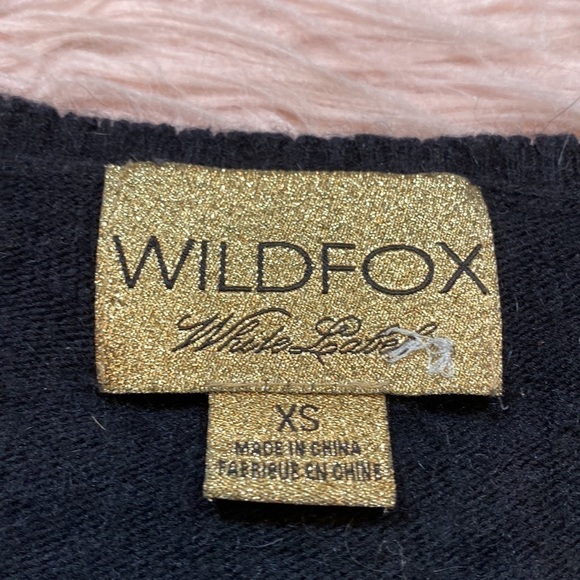 WILDFOX
White Label
XS
MADE IN CHINA
FABRIQUE EN CHINE